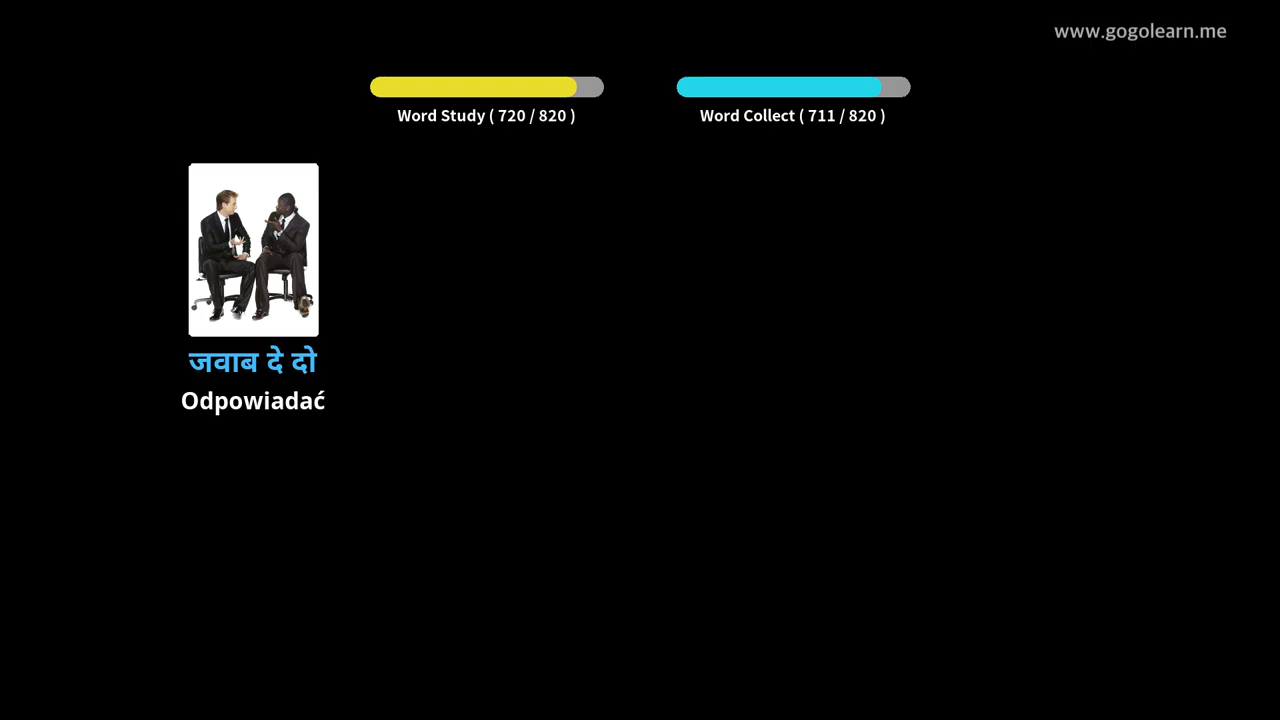 www.gogolearn.me
Word Study ( 720 / 820 )
Word Collect ( 711 / 820 )
जवाब दे दो
Odpowiadać